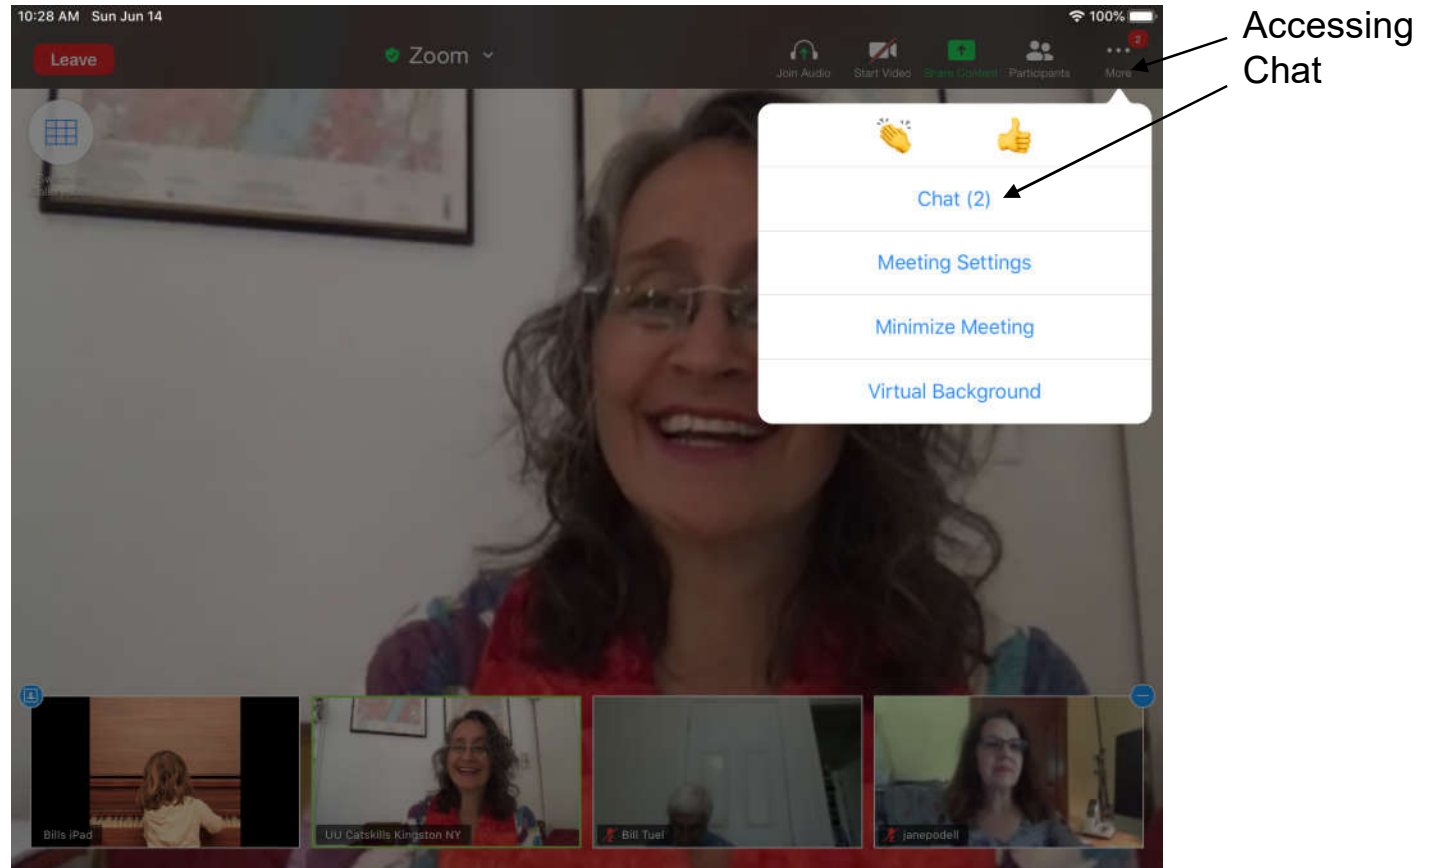 10:28 AM Sun Jun 14
100%
Accessing
Chat
Leave
Zoom
2
Join Audio
Start Video
Share Content
Participants
More
Chat (2)
Meeting Settings
Minimize Meeting
Virtual Background
Bills iPad
UU Catskills Kingston NY
Bill Tuel
janepodell